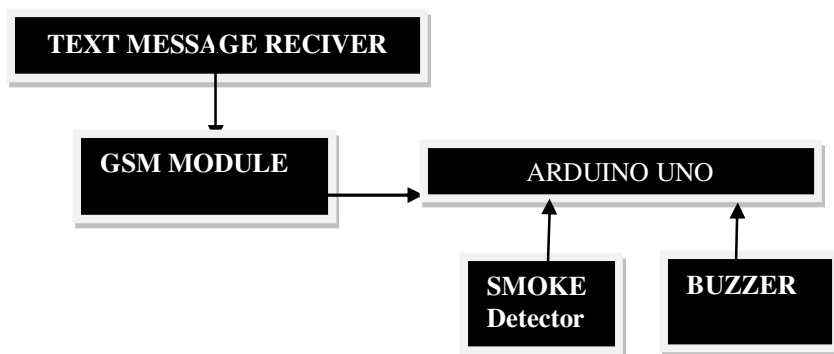 TEXT MESSAGE RECIVER
GSM MODULE
ARDUINO UNO
SMOKE
Detector
BUZZER